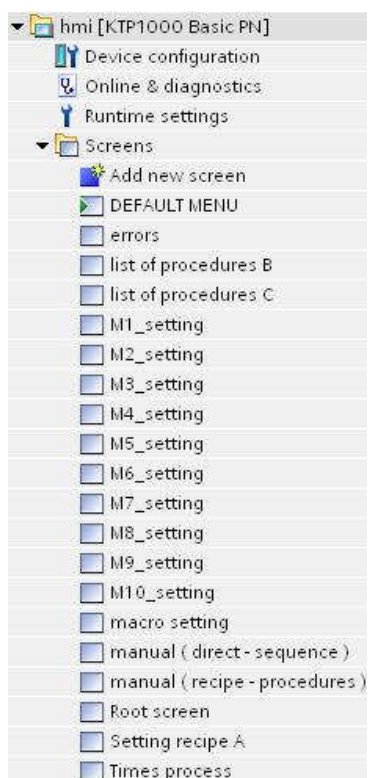 hmi [KTP1000 Basic PN]
Device configuration
Online & diagnostics
Runtime settings
Screens
Add new screen
DEFAULT MENU
errors
list of procedures B
list of procedures C
M1_setting
M2_setting
M3_setting
M4_setting
M5_setting
M6_setting
M7_setting
M8_setting
M9_setting
M10_setting
macro setting
manual ( direct - sequence )
manual ( recipe - procedures )
Root screen
Setting recipe A
Times process